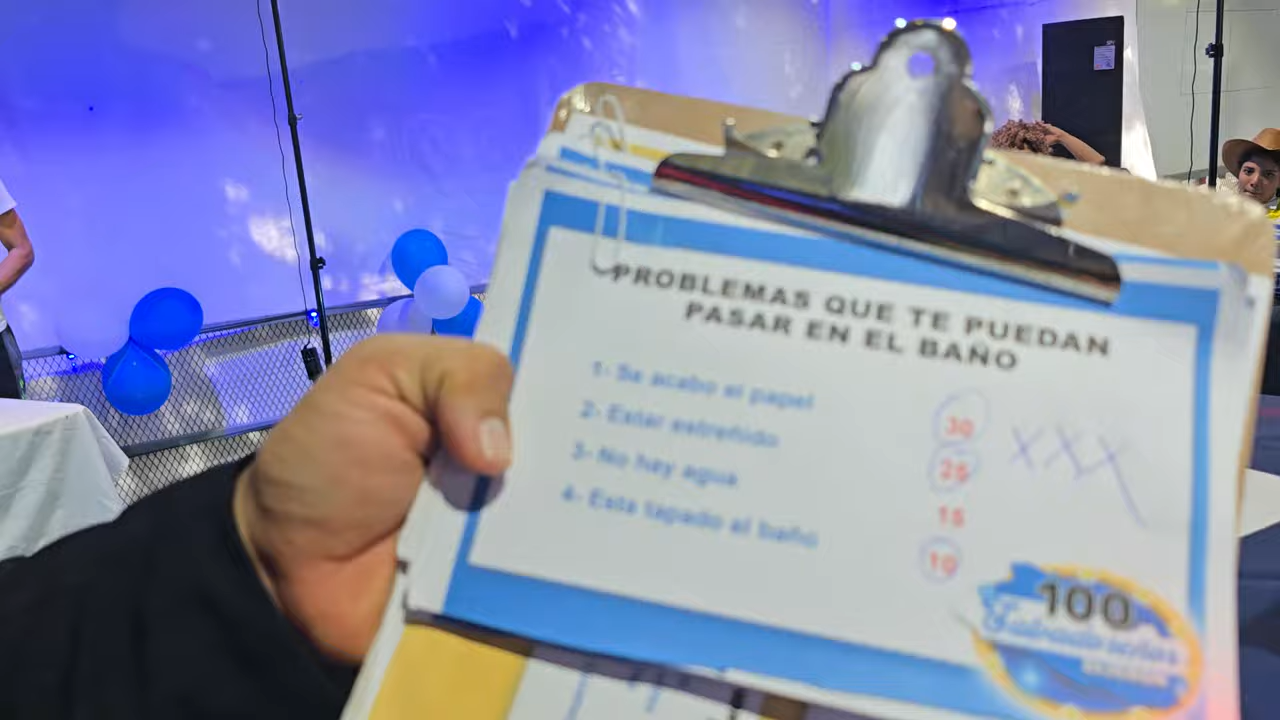 PROBLEMAS QUE TE PUEDAN
PASAR EN EL BAÑO
1- Se acabo el papel 30 XXX
2- Estar estreñido 25
3- No hay agua 15
4- Esta tapado el baño 10
100